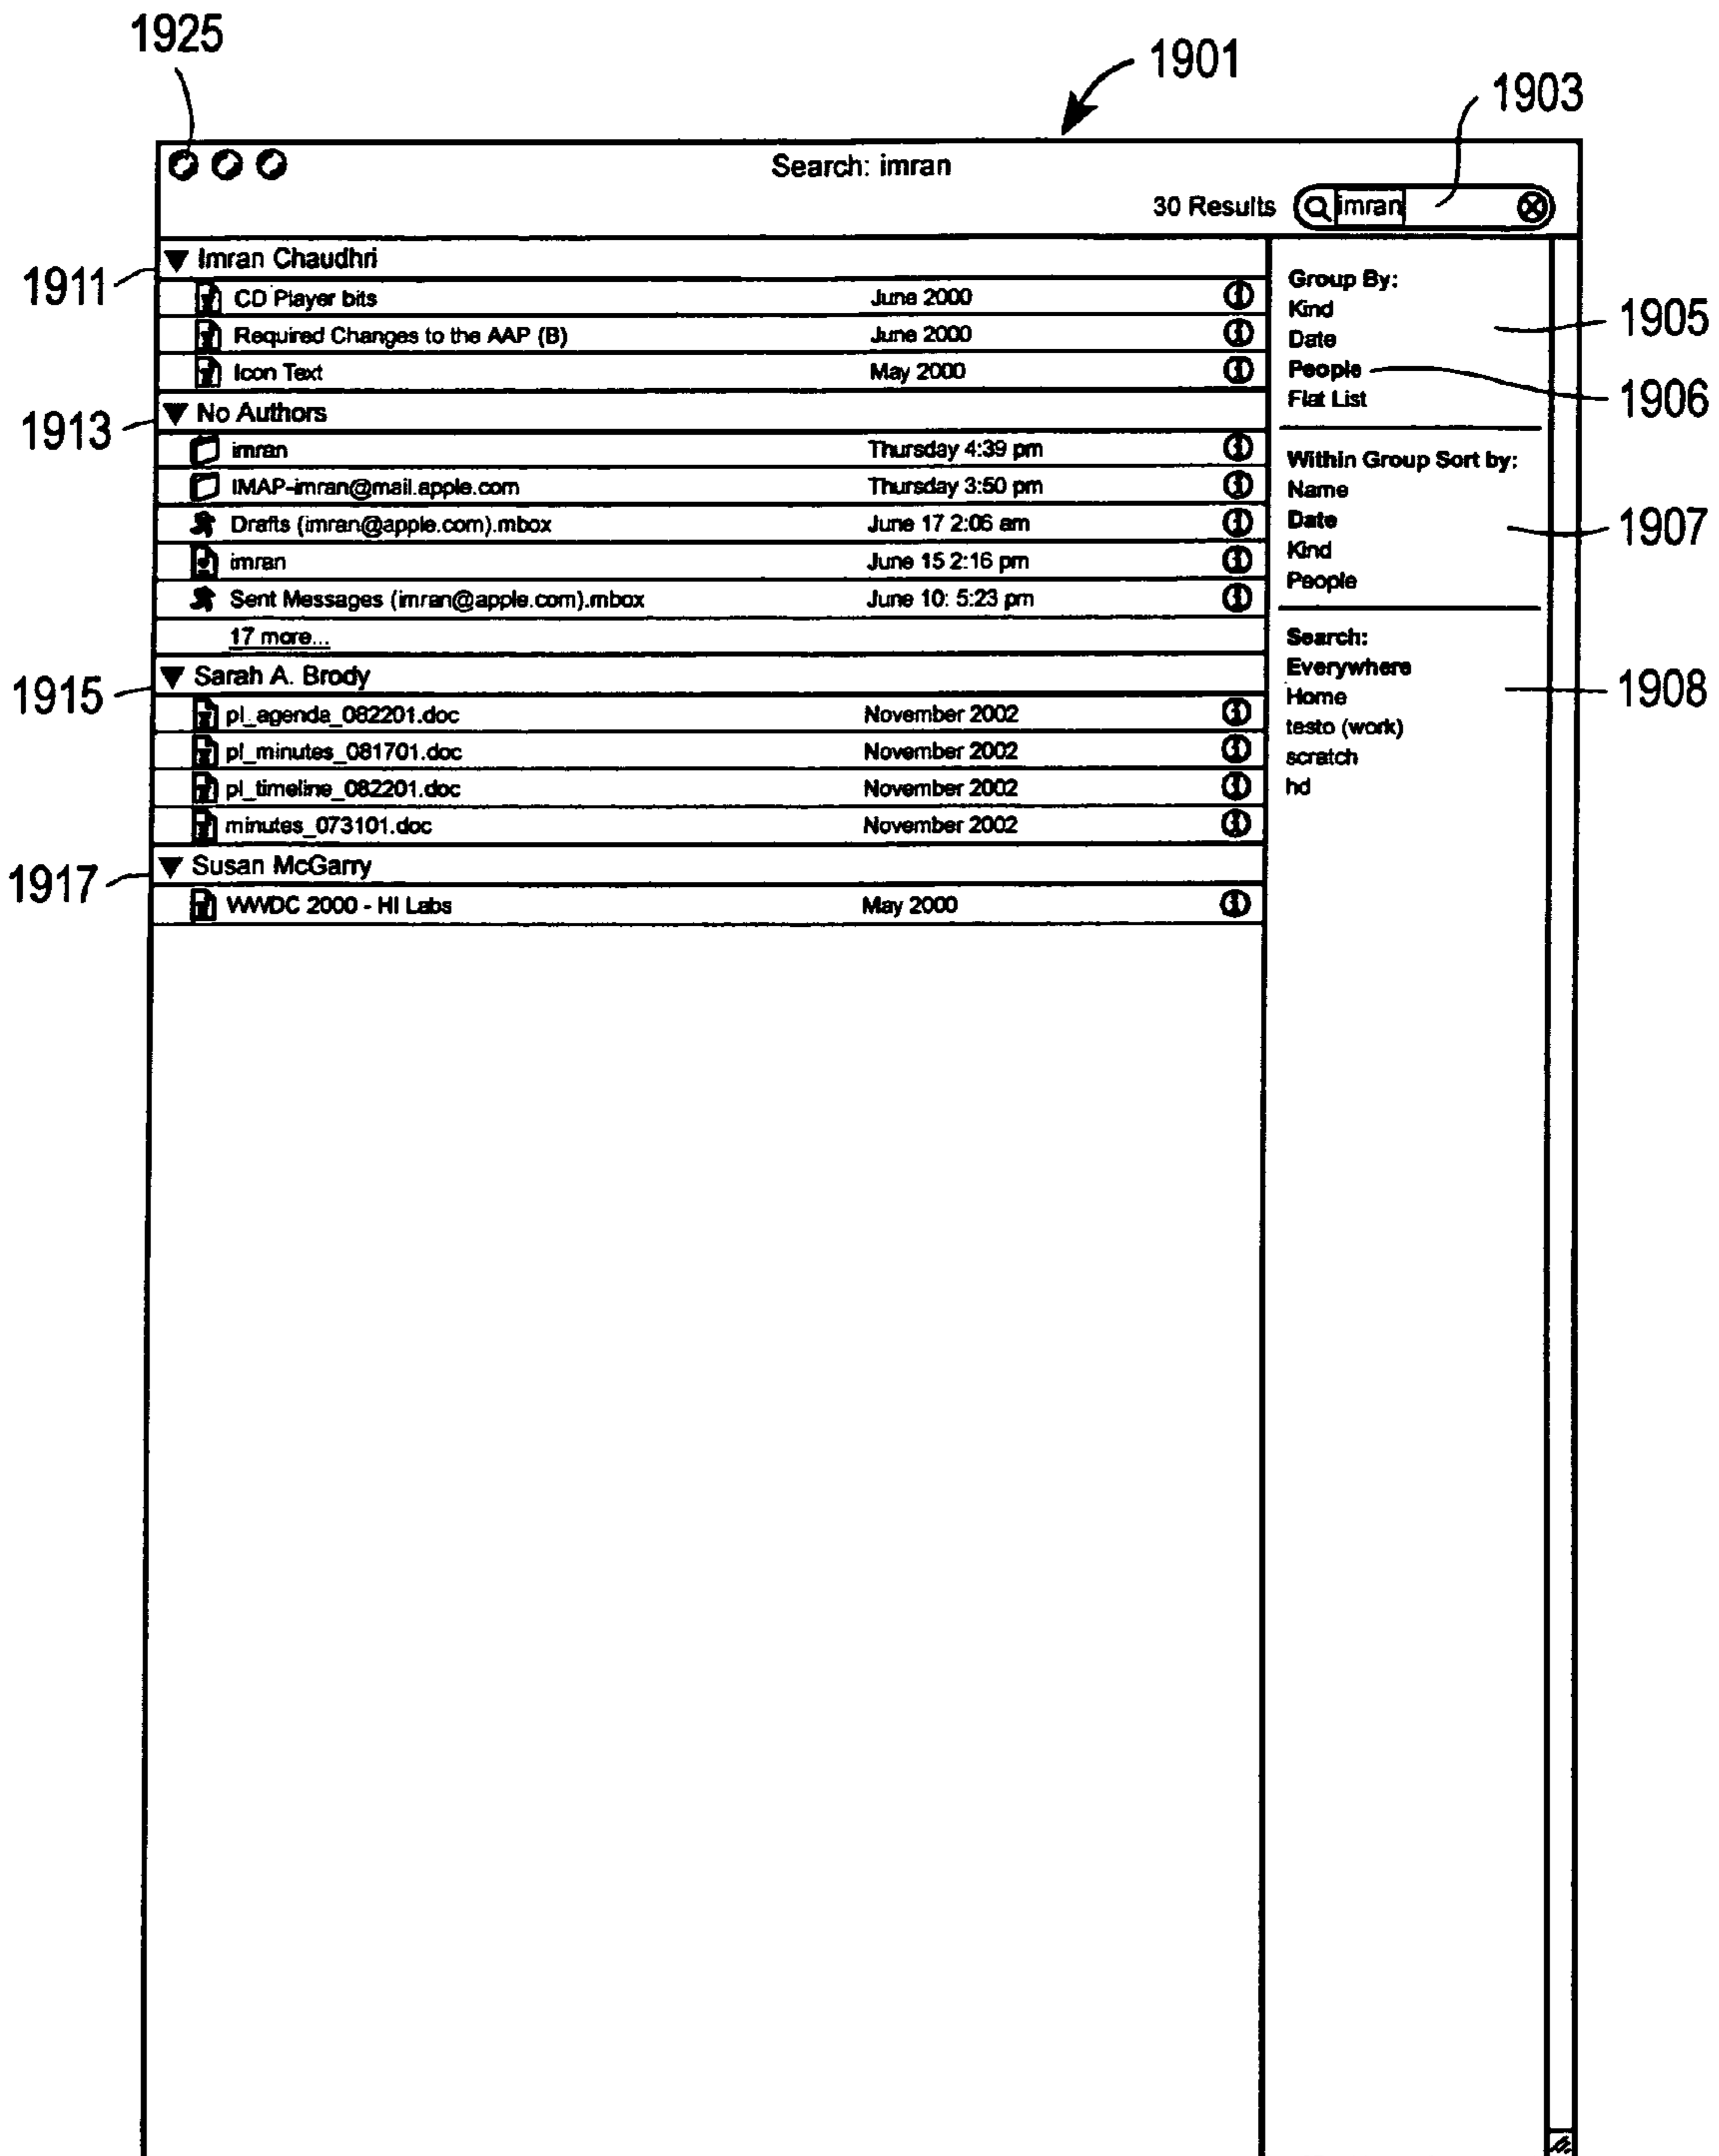 1925
1901
1903
Search: imran
30 Results
imran
1911
Imran Chaudhri
CD Player bits June 2000
Required Changes to the AAP (B) June 2000
Icon Text May 2000
1913
No Authors
imran Thursday 4:39 pm
IMAP-imran@mail.apple.com Thursday 3:50 pm
Drafts (imran@apple.com).mbox June 17 2:06 am
imran June 15 2:16 pm
Sent Messages (imran@apple.com).mbox June 10: 5:23 pm
17 more...
1915
Sarah A. Brody
pl_agenda_082201.doc November 2002
pl_minutes_081701.doc November 2002
pl_timeline_082201.doc November 2002
minutes_073101.doc November 2002
1917
Susan McGarry
WWDC 2000 - HI Labs May 2000
Group By:
Kind
Date
People
Flat List
1905
1906
Within Group Sort by:
Name
Date
Kind
People
1907
Search:
Everywhere
Home
testo (work)
scratch
hd
1908